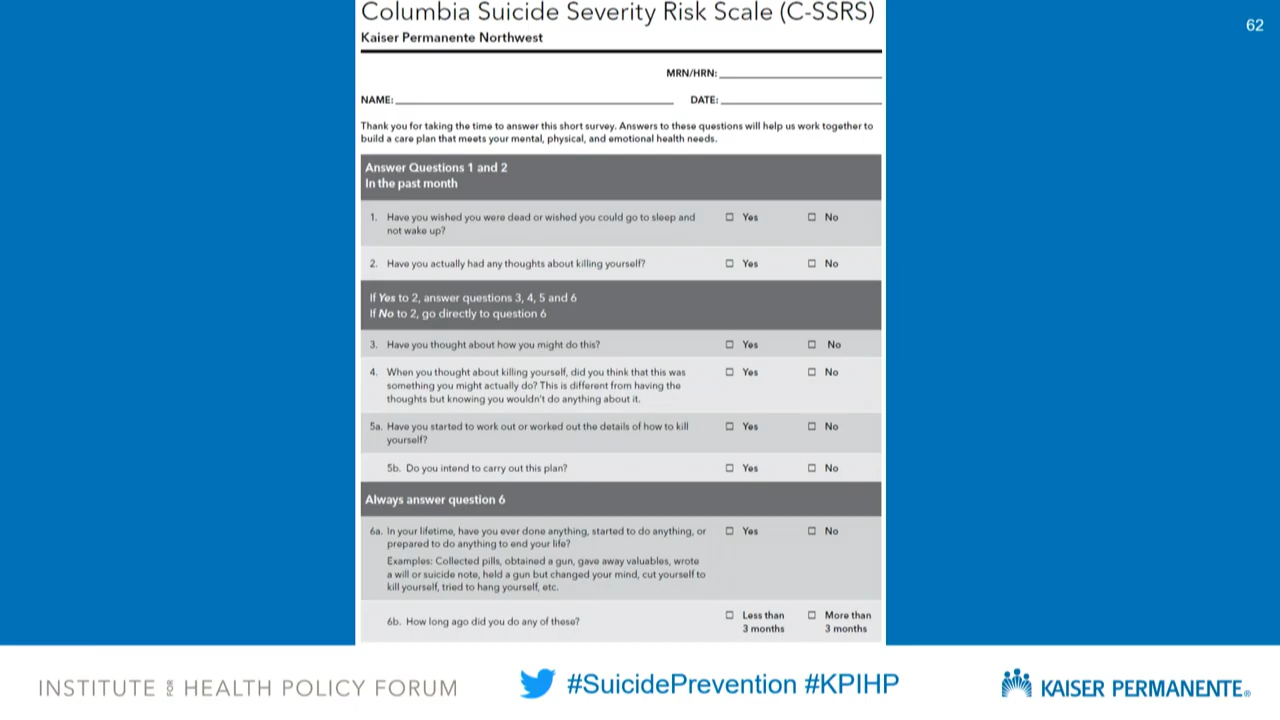 62
Columbia Suicide Severity Risk Scale (C-SSRS)
Kaiser Permanente Northwest
MRN/HRN:
NAME: DATE:
Thank you for taking the time to answer this short survey. Answers to these questions will help us work together to
build a care plan that meets your mental, physical, and emotional health needs.
Answer Questions 1 and 2
In the past month
1. Have you wished you were dead or wished you could go to sleep and
not wake up?
Yes No
2. Have you actually had any thoughts about killing yourself? Yes No
If Yes to 2, answer questions 3, 4, 5 and 6
If No to 2, go directly to question 6
3. Have you thought about how you might do this? Yes No
4. When you thought about killing yourself, did you think that this was
something you might actually do? This is different from having the
thoughts but knowing you wouldn't do anything about it.
Yes No
5a. Have you started to work out or worked out the details of how to kill
yourself?
Yes No
5b. Do you intend to carry out this plan? Yes No
Always answer question 6
6a. In your lifetime, have you ever done anything, started to do anything, or
prepared to do anything to end your life?
Examples: Collected pills, obtained a gun, gave away valuables, wrote
a will or suicide note, held a gun but changed your mind, cut yourself to
kill yourself, tried to hang yourself, etc.
Yes No
6b. How long ago did you do any of these?
Less than
3 months
More than
3 months
INSTITUTE FOR HEALTH POLICY FORUM
#SuicidePrevention #KPIHP
KAISER PERMANENTE®